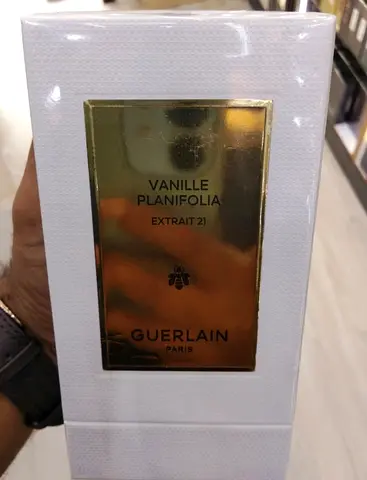 VANILLE
PLANIFOLIA
EXTRAIT 21
GUERLAIN
PARIS